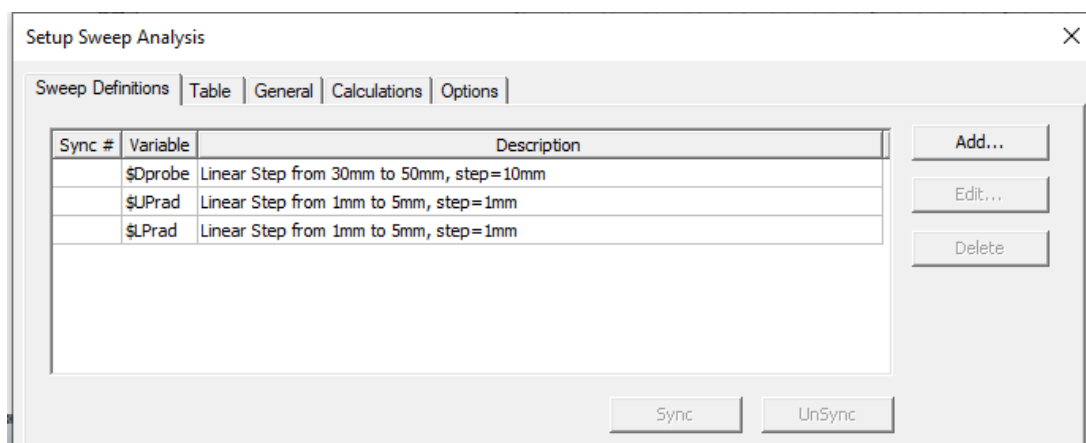 Setup Sweep Analysis
Sweep Definitions Table General Calculations Options
Sync # Variable Description
$Dprobe Linear Step from 30mm to 50mm, step=10mm
$UPrad Linear Step from 1mm to 5mm, step=1mm
$LPrad Linear Step from 1mm to 5mm, step=1mm
Add...
Edit...
Delete
Sync UnSync